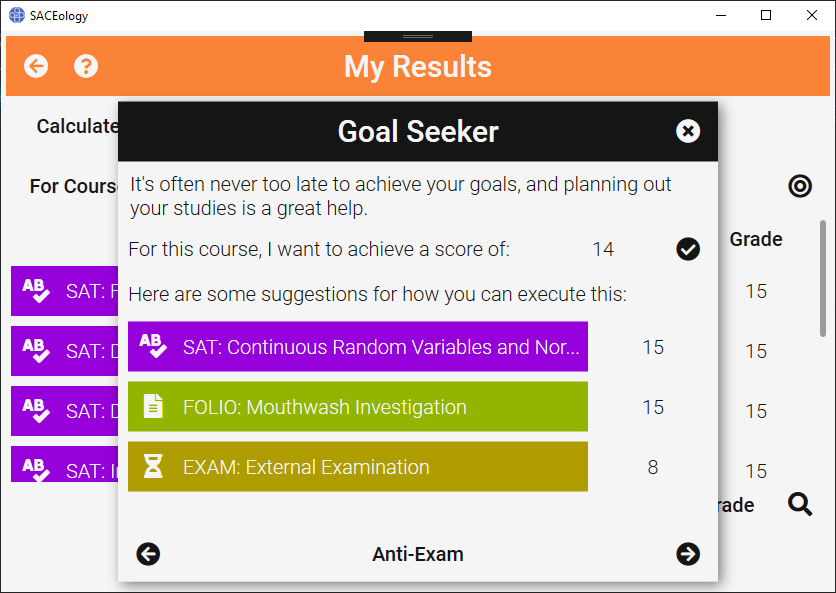 SACEology
My Results
Calculate
For Cours
Goal Seeker
It's often never too late to achieve your goals, and planning out
your studies is a great help.
For this course, I want to achieve a score of: 14
Here are some suggestions for how you can execute this:
AB SAT: Continuous Random Variables and Nor... 15
FOLIO: Mouthwash Investigation 15
EXAM: External Examination 8
Anti-Exam
Grade
AB SAT: F 15
AB SAT: D 15
AB SAT: D 15
AB SAT: In 15
rade